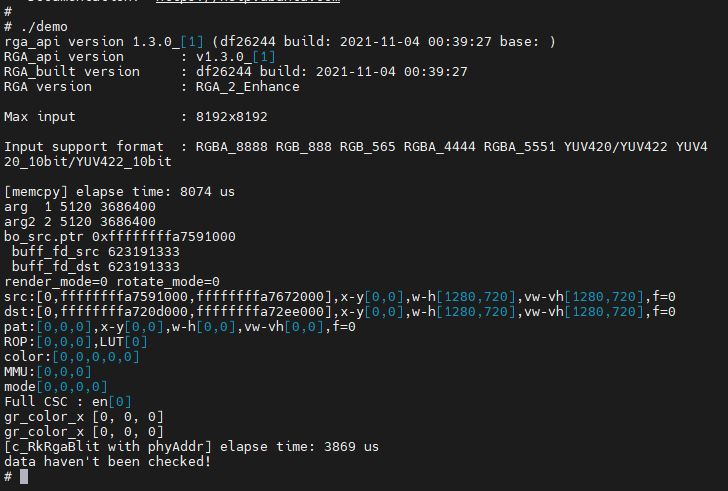 #
# ./demo
rga_api version 1.3.0_[1] (df26244 build: 2021-11-04 00:39:27 base: )
RGA_api version       : v1.3.0_[1]
RGA_built version     : df26244 build: 2021-11-04 00:39:27
RGA version           : RGA_2_Enhance
Max input             : 8192x8192
Input support format  : RGBA_8888 RGB_888 RGB_565 RGBA_4444 RGBA_5551 YUV420/YUV422 YUV4
20_10bit/YUV422_10bit
[memcpy] elapse time: 8074 us
arg  1 5120 3686400
arg2 2 5120 3686400
bo_src.ptr 0xffffffffa7591000
 buff_fd_src 623191333
 buff_fd_dst 623191333
render_mode=0 rotate_mode=0
src:[0,ffffffffa7591000,ffffffffa7672000],x-y[0,0],w-h[1280,720],vw-vh[1280,720],f=0
dst:[0,ffffffffa720d000,ffffffffa72ee000],x-y[0,0],w-h[1280,720],vw-vh[1280,720],f=0
pat:[0,0,0],x-y[0,0],w-h[0,0],vw-vh[0,0],f=0
ROP:[0,0,0],LUT[0]
color:[0,0,0,0,0]
MMU:[0,0,0]
mode[0,0,0,0]
Full CSC : en[0]
gr_color_x [0, 0, 0]
gr_color_x [0, 0, 0]
[c_RkRgaBlit with phyAddr] elapse time: 3869 us
data haven't been checked!
#